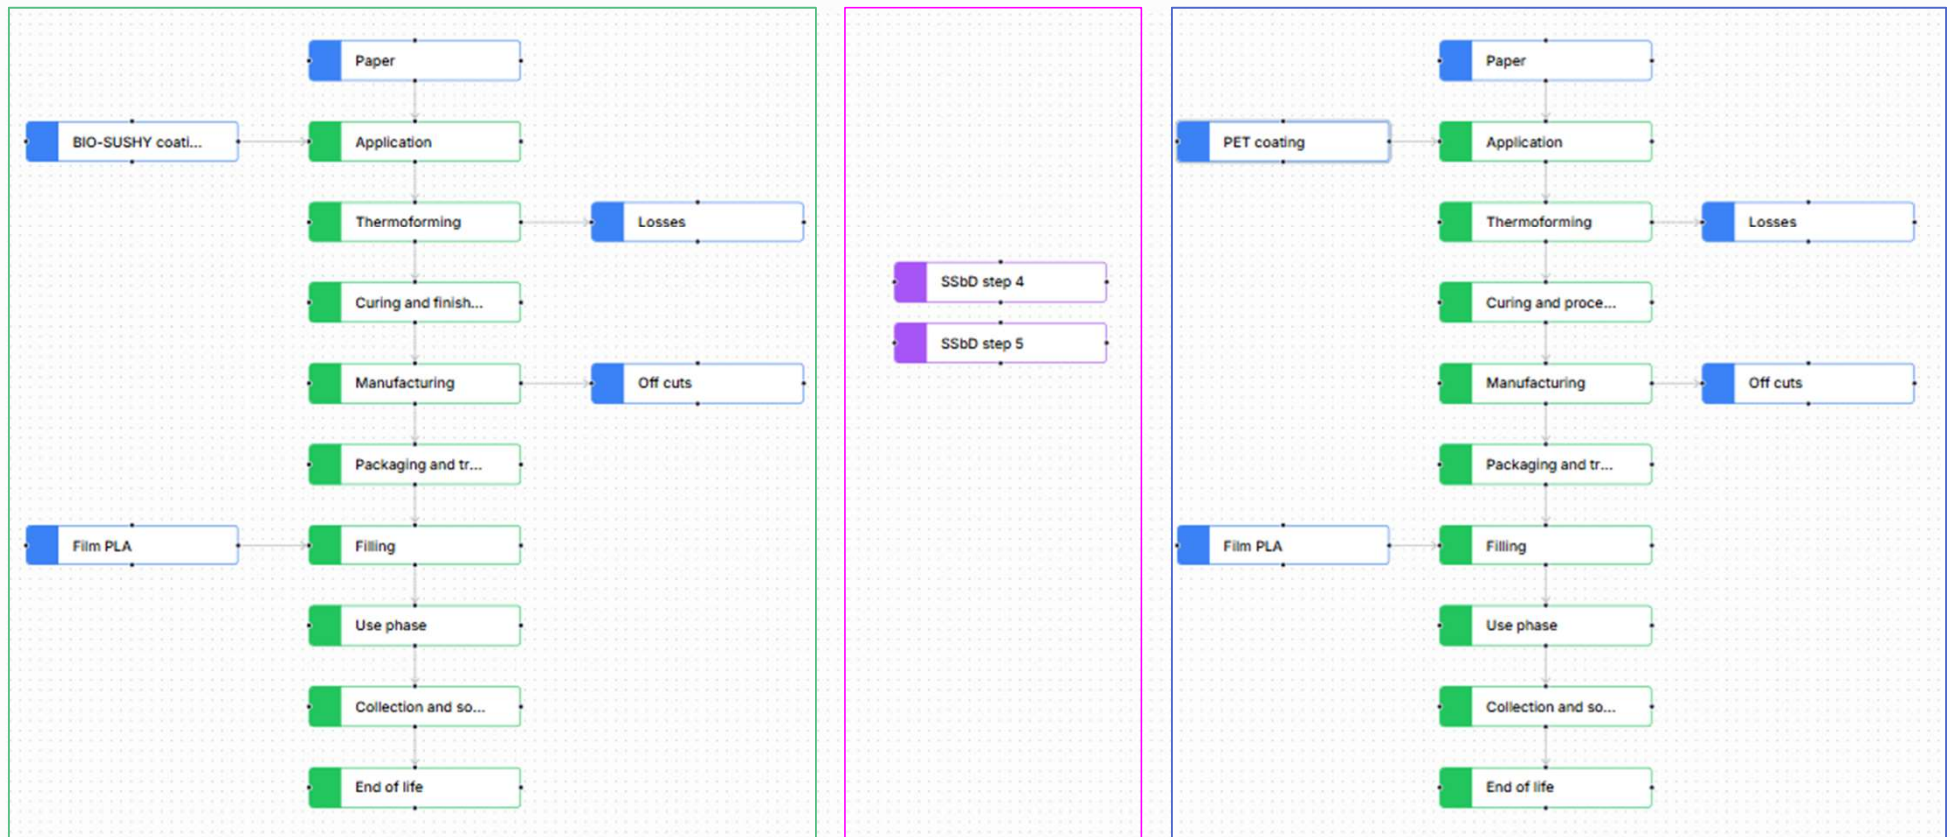 Paper
BIO-SUSHY coati...
Application
Thermoforming
Losses
Curing and finish...
Manufacturing
Off cuts
Packaging and tr...
Film PLA
Filling
Use phase
Collection and so...
End of life
SSbD step 4
SSbD step 5
Paper
PET coating
Application
Thermoforming
Losses
Curing and proce...
Manufacturing
Off cuts
Packaging and tr...
Film PLA
Filling
Use phase
Collection and so...
End of life